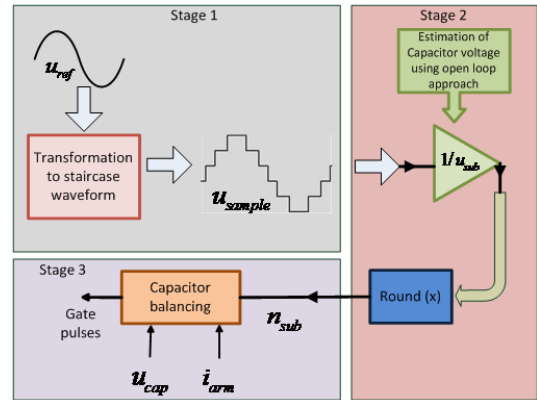 Stage 1
u_ref
Transformation
to staircase
waveform
u_sample
Stage 2
Estimation of
Capacitor voltage
using open loop
approach
1/u_sub
Round (x)
Stage 3
Capacitor
balancing
Gate
pulses
n_sub
u_cap
i_arm